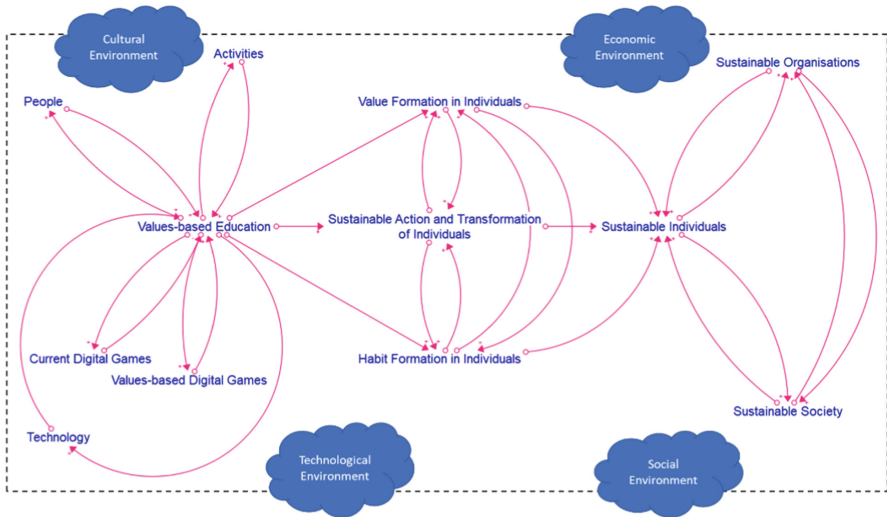 Cultural
Environment
Economic
Environment
Activities
Sustainable Organisations
People
Value Formation in Individuals
Values-based Education
Sustainable Action and Transformation
of Individuals
Sustainable Individuals
Current Digital Games
Habit Formation in Individuals
Values-based Digital Games
Sustainable Society
Technology
Technological
Environment
Social
Environment